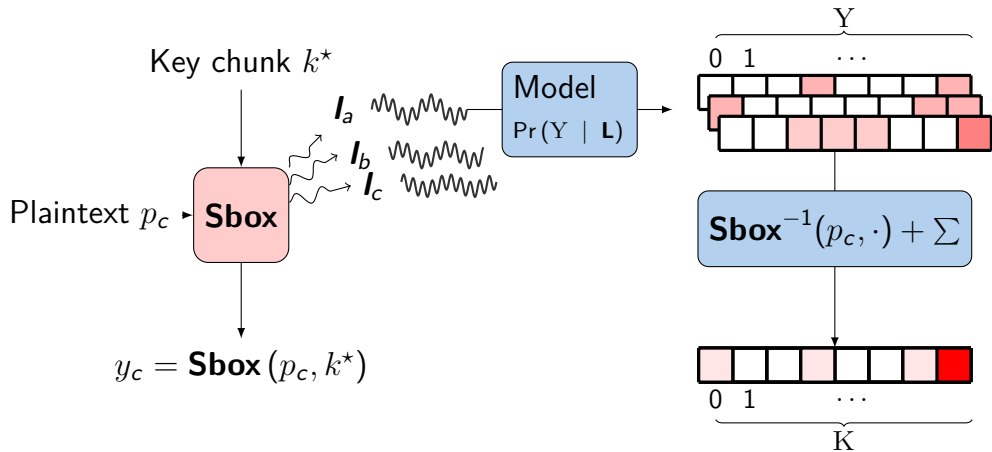 Key chunk k⋆
Plaintext p_c
Sbox
y_c = Sbox (p_c, k⋆)
l_a
l_b
l_c
Model
Pr (Y | L)
Y
0 1 ⋯
Sbox⁻¹(p_c, ·) + ∑
0 1 ⋯
K